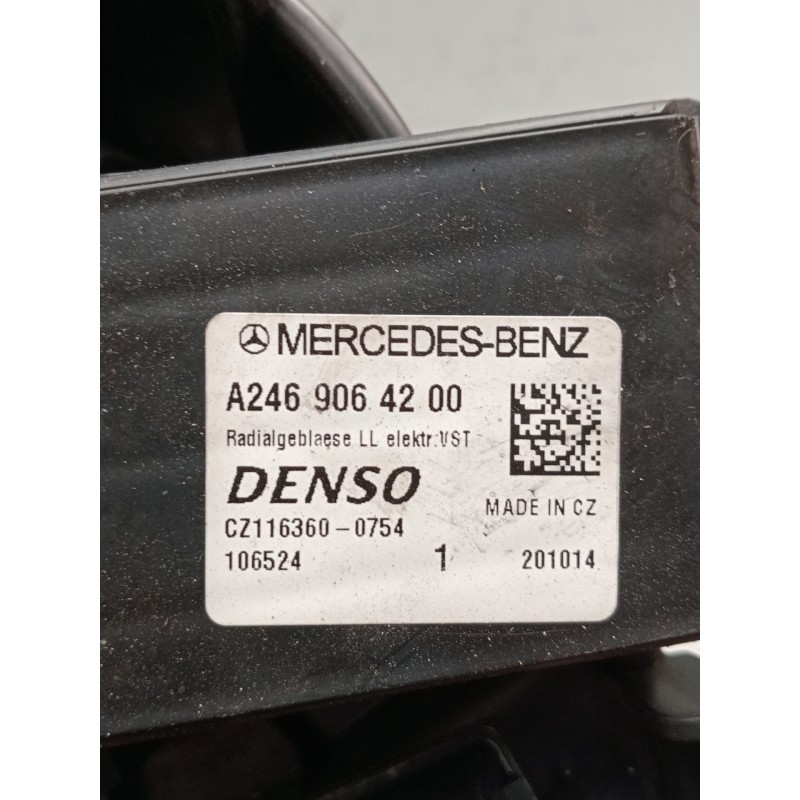 MERCEDES-BENZ
A246 906 42 00
Radialgeblaese LL elektr.VST
DENSO
MADE IN CZ
CZ116360-0754
106524 1 201014